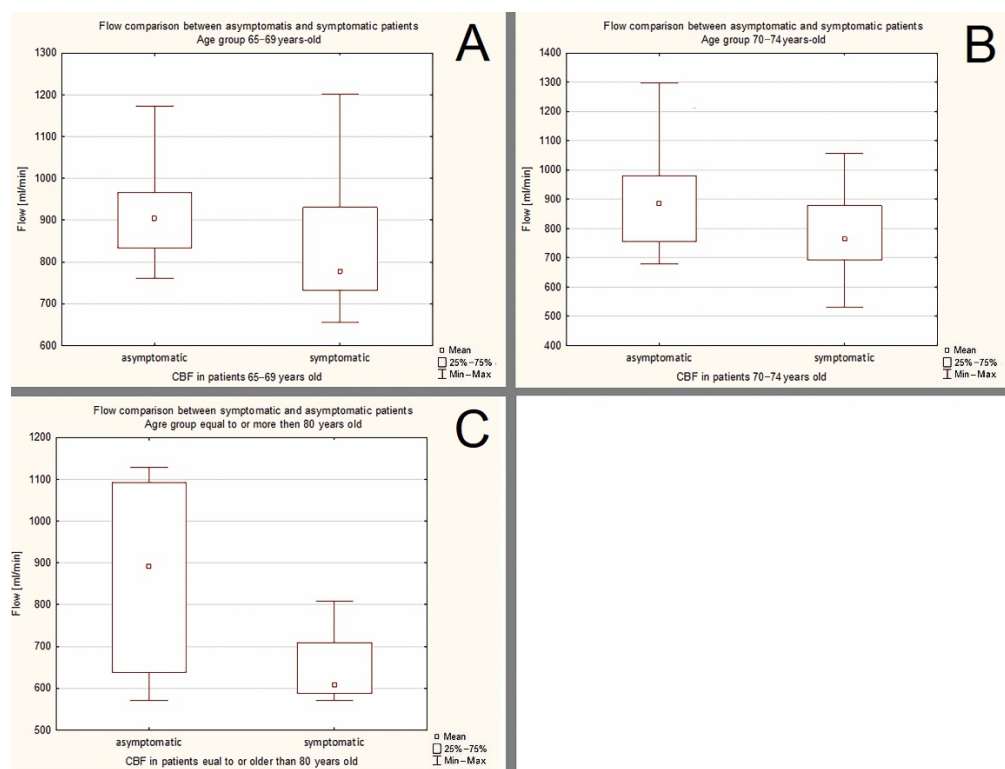 Flow comparison between asymptomatis and symptomatic patients
Age group 65–69 years-old
A
1300
1200
1100
1000
900
800
700
600
Flow [ml/min]
asymptomatic symptomatic
CBF in patients 65–69 years old
Mean
25%–75%
Min–Max
Flow comparison between asymptomatic and symptomatic patients
Age group 70–74 years-old
B
1400
1300
1200
1100
1000
900
800
700
600
500
400
Flow [ml/min]
asymptomatic symptomatic
CBF in patients 70–74 years old
Mean
25%–75%
Min–Max
Flow comparison between symptomatic and asymptomatic patients
Agre group equal to or more then 80 years old
C
1200
1100
1000
900
800
700
600
500
Flow [ml/min]
asymptomatic symptomatic
CBF in patients eual to or older than 80 years old
Mean
25%–75%
Min–Max